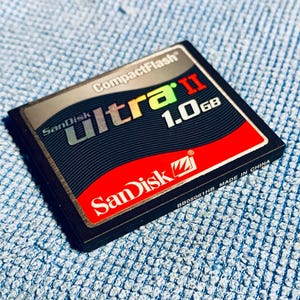 CompactFlash
SanDisk
ultra II
1.0GB
SanDisk
MADE IN CHINA